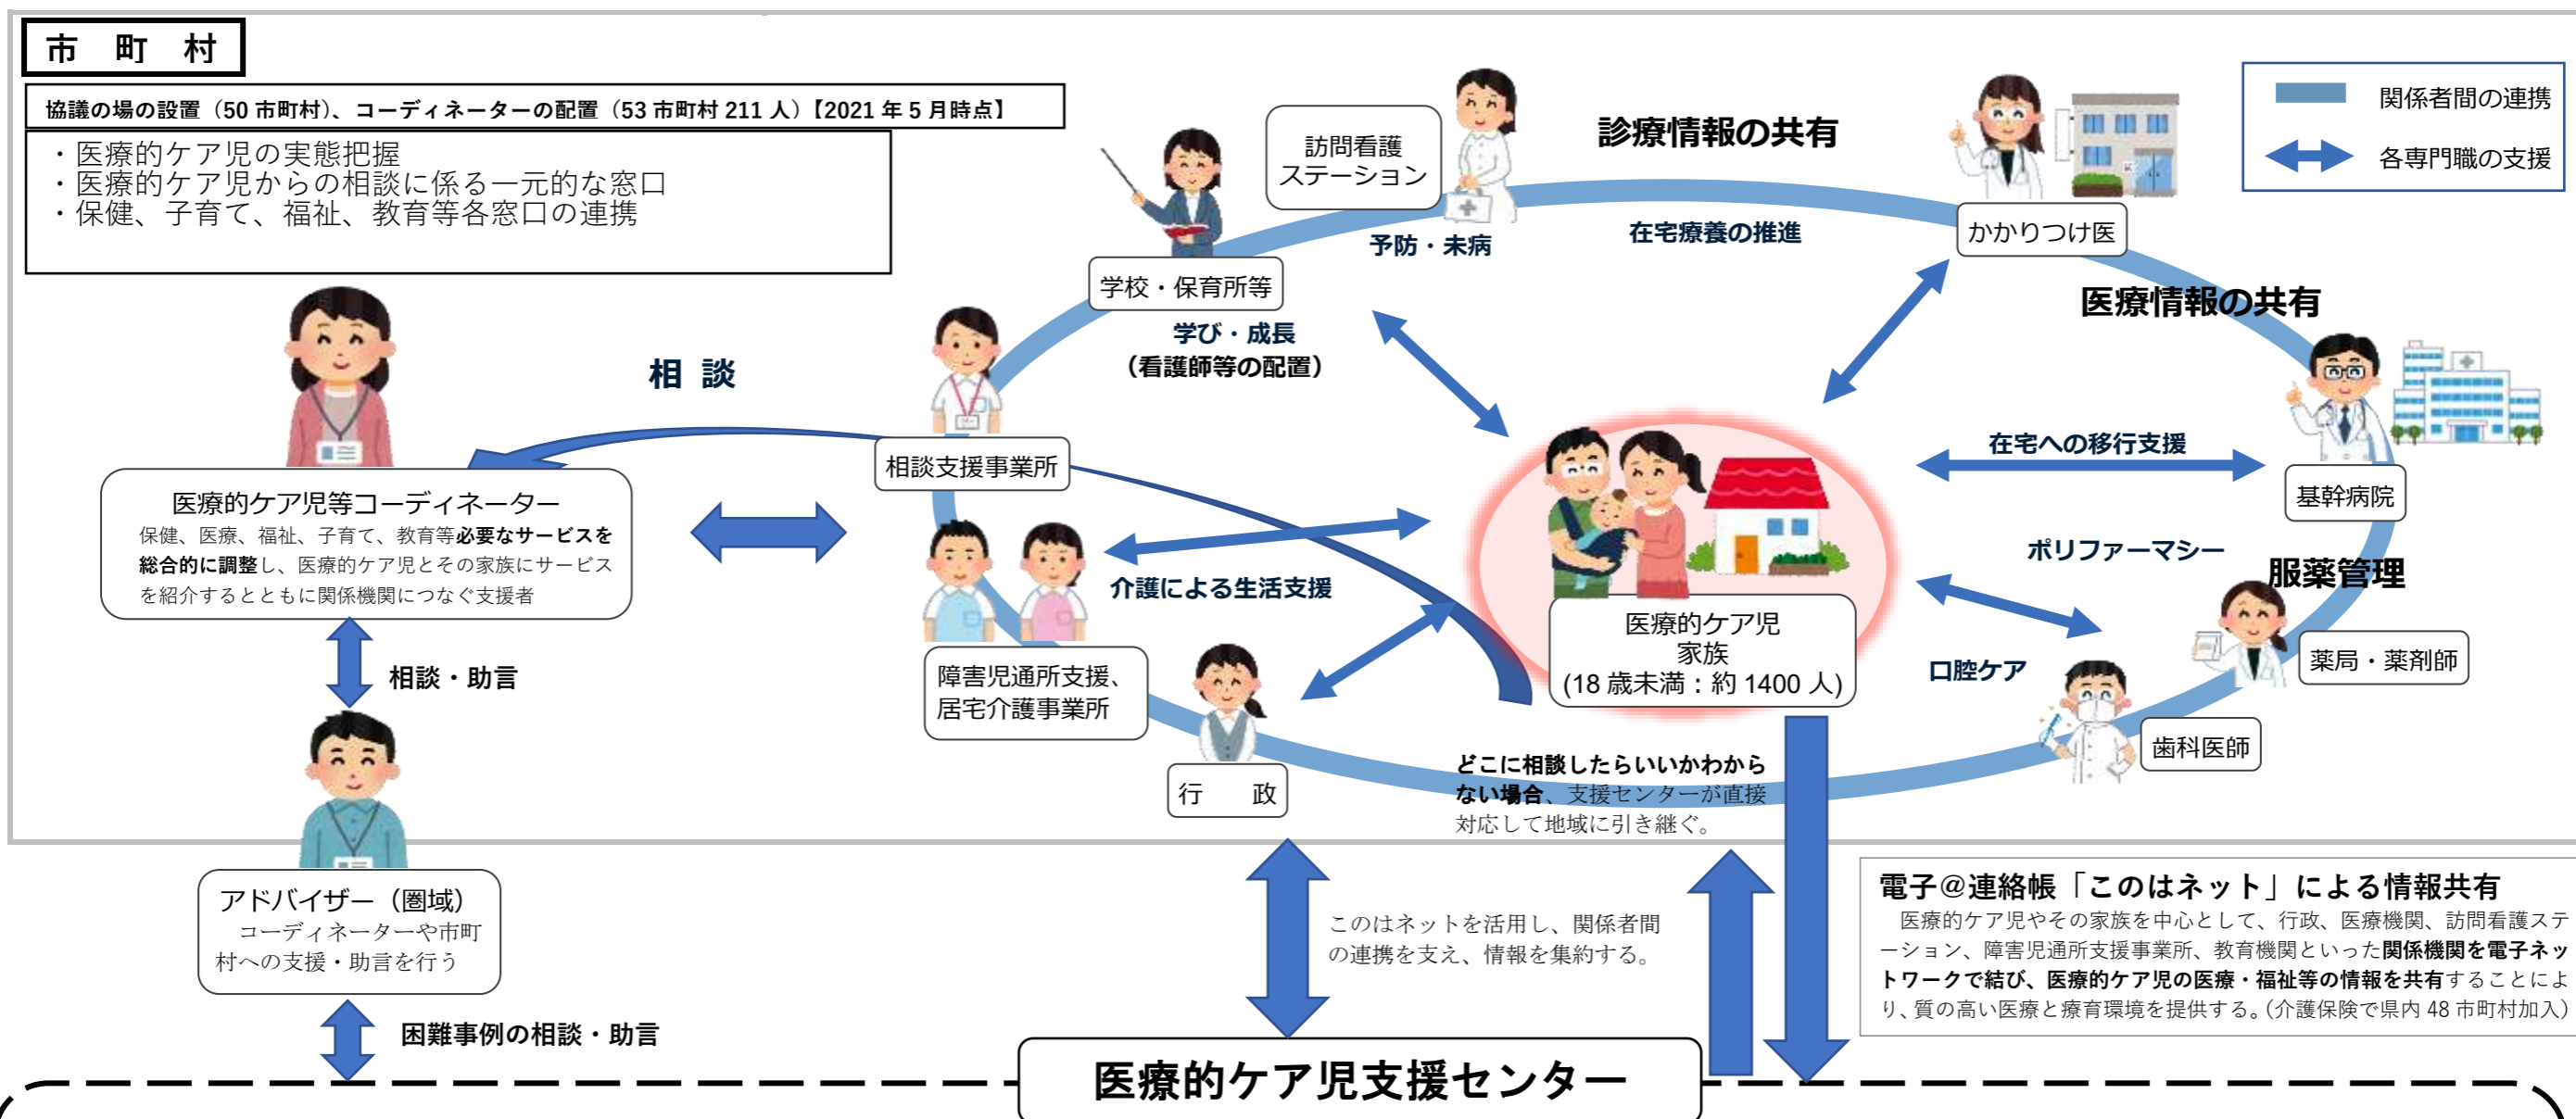 市 町 村
協議の場の設置（50 市町村）、コーディネーターの配置（53 市町村 211 人）【2021 年 5 月時点】
・医療的ケア児の実態把握
・医療的ケア児からの相談に係る一元的な窓口
・保健、子育て、福祉、教育等各窓口の連携
関係者間の連携
各専門職の支援
訪問看護
ステーション
診療情報の共有
かかりつけ医
予防・未病
在宅療養の推進
学校・保育所等
学び・成長
（看護師等の配置）
医療情報の共有
相 談
相談支援事業所
在宅への移行支援
基幹病院
医療的ケア児等コーディネーター
保健、医療、福祉、子育て、教育等必要なサービスを
総合的に調整し、医療的ケア児とその家族にサービス
を紹介するとともに関係機関につなぐ支援者
介護による生活支援
ポリファーマシー
服薬管理
医療的ケア児
家族
(18 歳未満：約 1400 人)
薬局・薬剤師
口腔ケア
歯科医師
相談・助言
障害児通所支援、
居宅介護事業所
行 政
どこに相談したらいいかわから
ない場合、支援センターが直接
対応して地域に引き継ぐ。
アドバイザー（圏域）
コーディネーターや市町
村への支援・助言を行う
このはネットを活用し、関係者間
の連携を支え、情報を集約する。
電子＠連絡帳「このはネット」による情報共有
医療的ケア児やその家族を中心として、行政、医療機関、訪問看護ステ
ーション、障害児通所支援事業所、教育機関といった関係機関を電子ネッ
トワークで結び、医療的ケア児の医療・福祉等の情報を共有することによ
り、質の高い医療と療育環境を提供する。（介護保険で県内 48 市町村加入）
困難事例の相談・助言
医療的ケア児支援センター